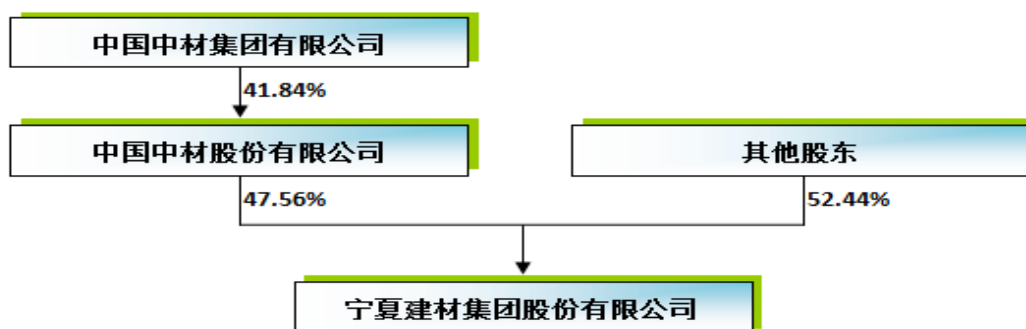 中国中材集团有限公司
41.84%
中国中材股份有限公司
其他股东
47.56%
52.44%
宁夏建材集团股份有限公司